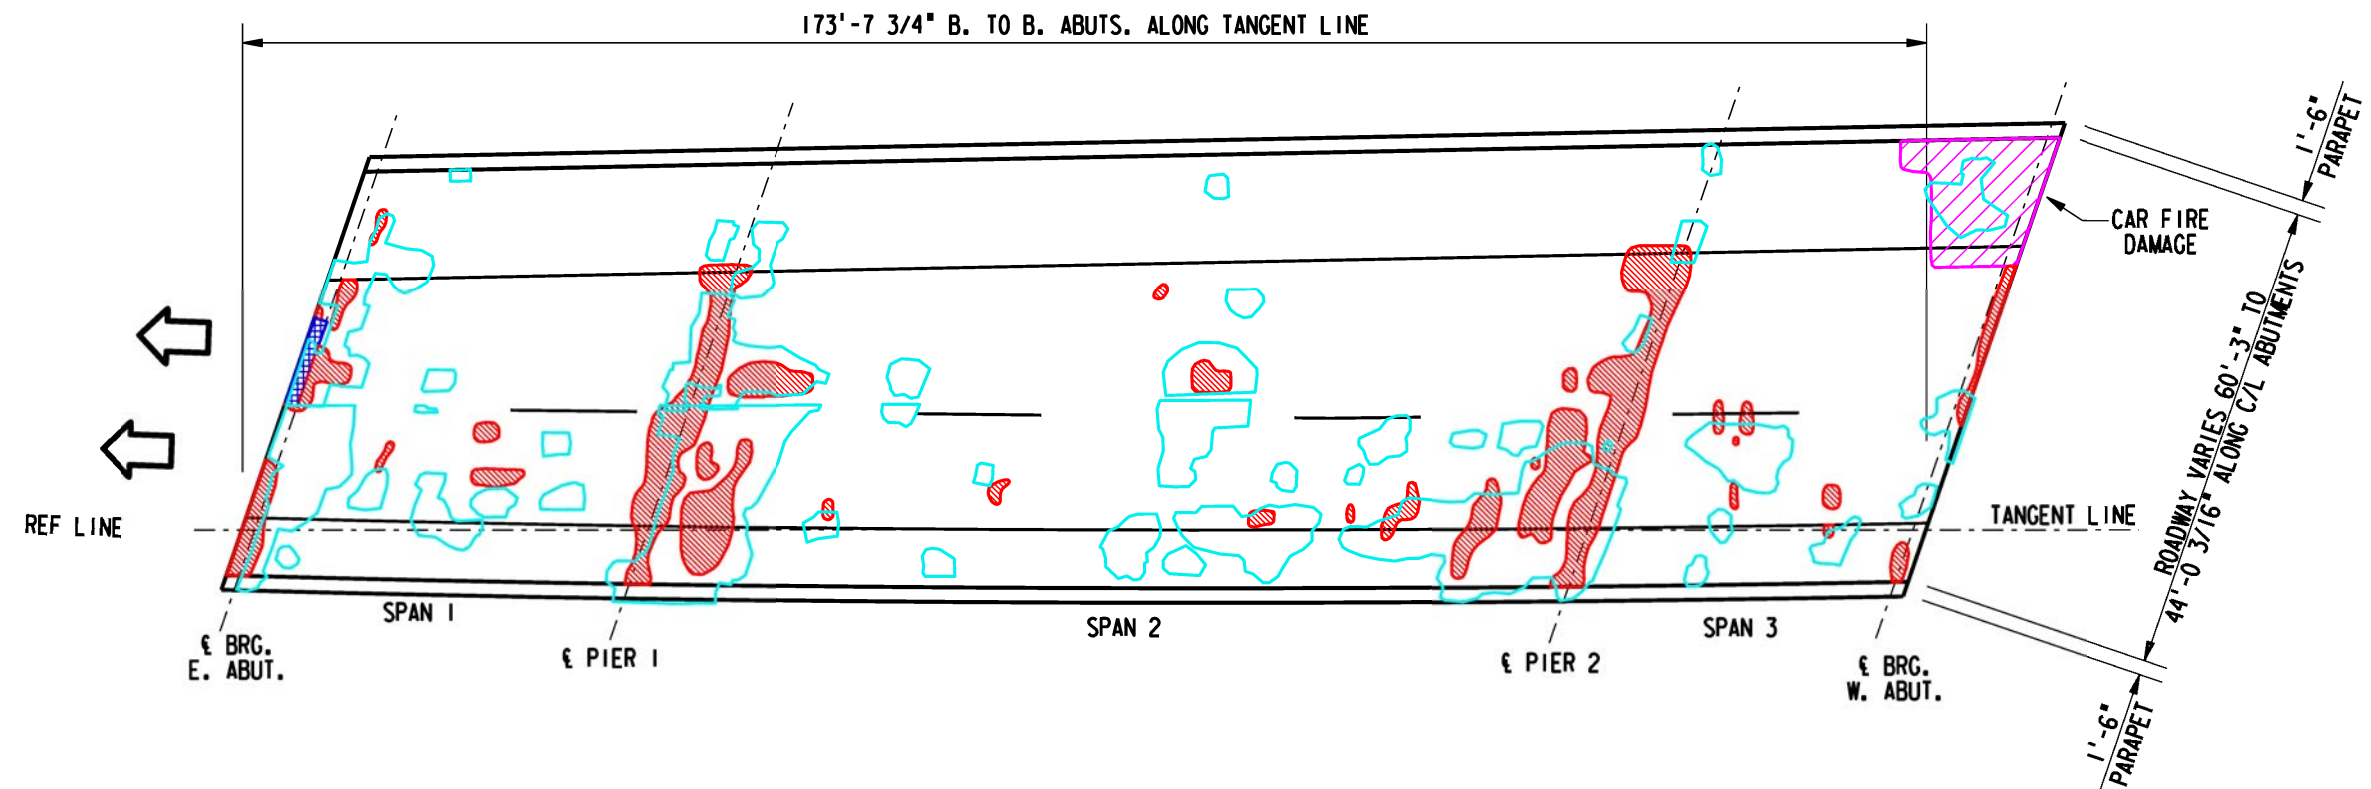 173'-7 3/4" B. TO B. ABUTS. ALONG TANGENT LINE
1'-6"
PARAPET
CAR FIRE
DAMAGE
ROADWAY VARIES 60'-3" TO
44'-0 3/16" ALONG C/L ABUTMENTS
REF LINE
TANGENT LINE
SPAN 1
SPAN 2
SPAN 3
℄ BRG.
E. ABUT.
℄ PIER 1
℄ PIER 2
℄ BRG.
W. ABUT.
1'-6"
PARAPET